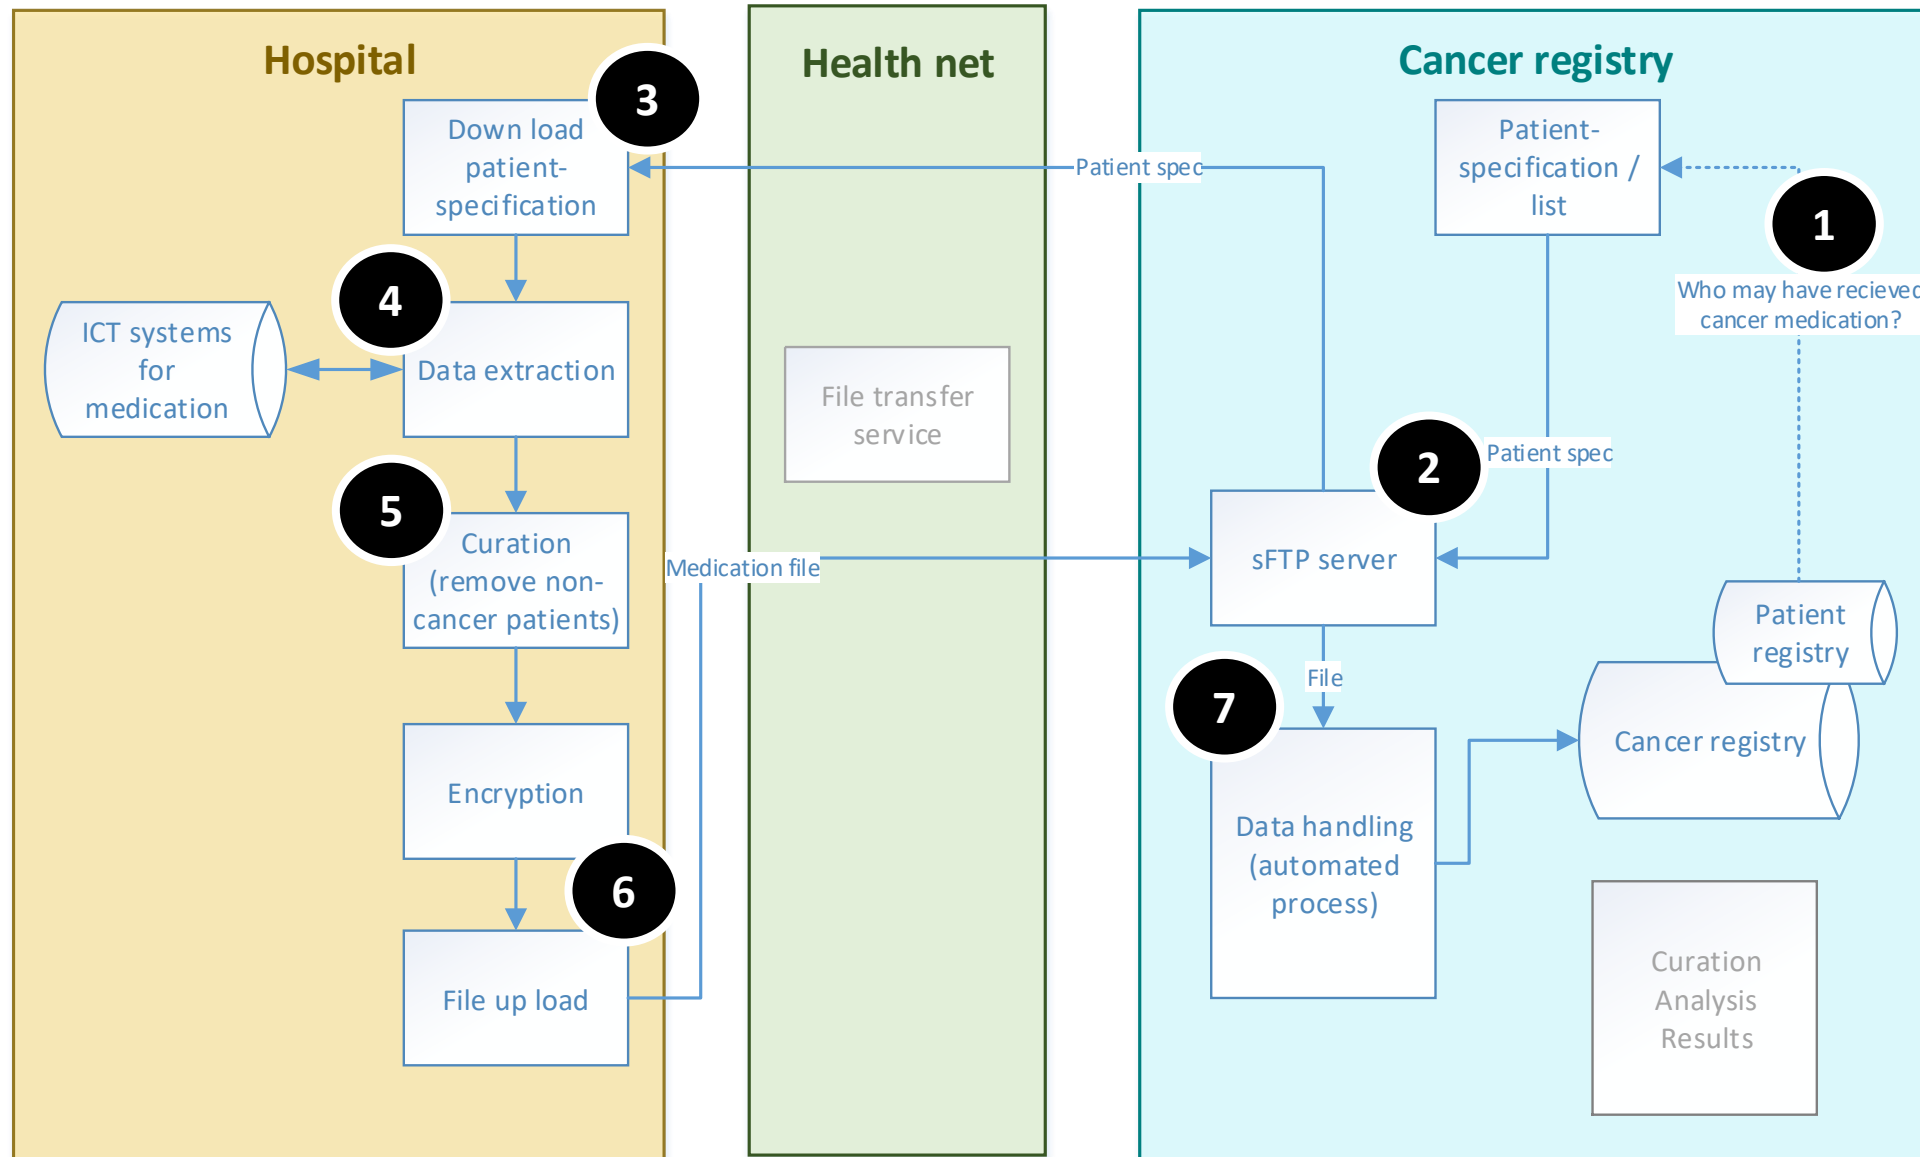 Hospital
3
Down load
patient-
specification
4
ICT systems
for
medication
Data extraction
5
Curation
(remove non-
cancer patients)
Encryption
6
File up load
Medication file
Health net
File transfer
service
Cancer registry
Patient spec
Patient-
specification /
list
1
Who may have recieved
cancer medication?
2
Patient spec
sFTP server
File
7
Data handling
(automated
process)
Patient
registry
Cancer registry
Curation
Analysis
Results